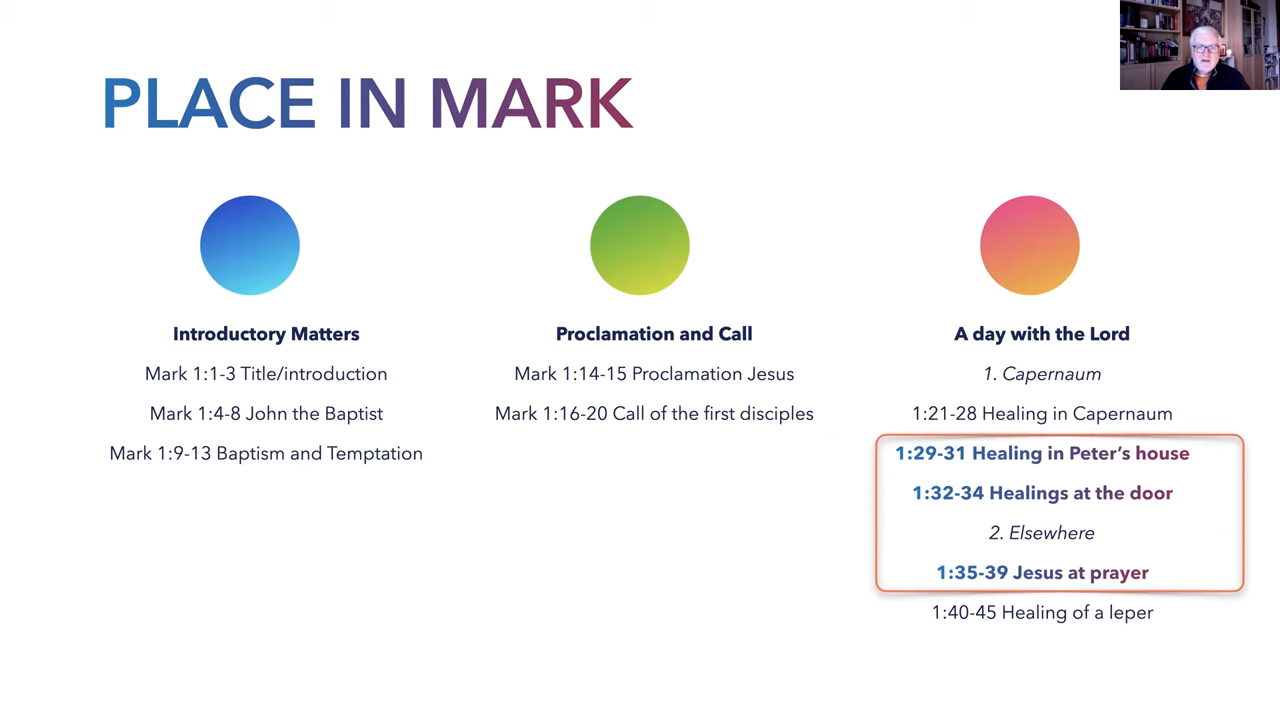 PLACE IN MARK
Introductory Matters
Mark 1:1-3 Title/introduction
Mark 1:4-8 John the Baptist
Mark 1:9-13 Baptism and Temptation
Proclamation and Call
Mark 1:14-15 Proclamation Jesus
Mark 1:16-20 Call of the first disciples
A day with the Lord
1. Capernaum
1:21-28 Healing in Capernaum
1:29-31 Healing in Peter’s house
1:32-34 Healings at the door
2. Elsewhere
1:35-39 Jesus at prayer
1:40-45 Healing of a leper